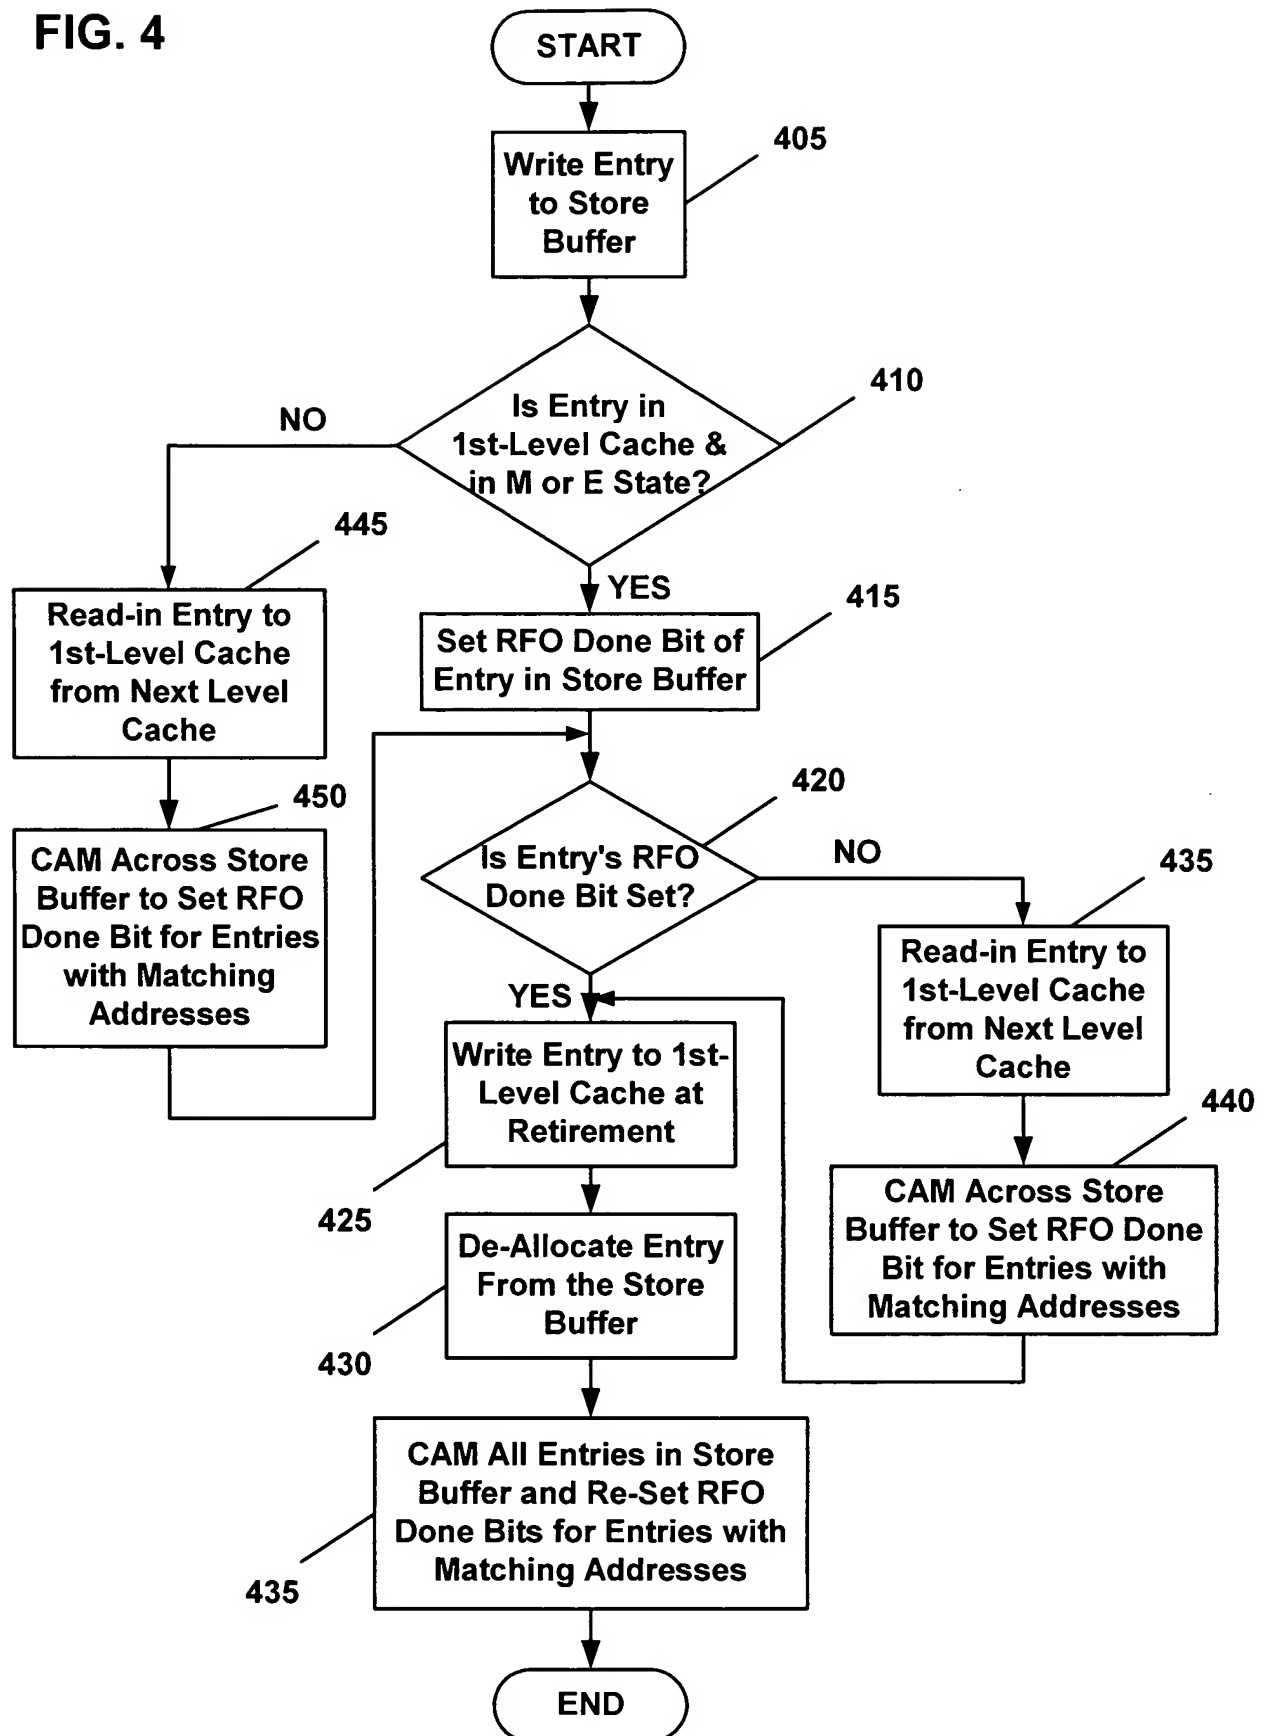 FIG. 4
START
405
Write Entry
to Store
Buffer
410
Is Entry in
1st-Level Cache &
in M or E State?
NO
YES
445
Read-in Entry to
1st-Level Cache
from Next Level
Cache
415
Set RFO Done Bit of
Entry in Store Buffer
450
CAM Across Store
Buffer to Set RFO
Done Bit for Entries
with Matching
Addresses
420
Is Entry's RFO
Done Bit Set?
NO
YES
435
Read-in Entry to
1st-Level Cache
from Next Level
Cache
Write Entry to 1st-
Level Cache at
Retirement
425
440
CAM Across Store
Buffer to Set RFO Done
Bit for Entries with
Matching Addresses
De-Allocate Entry
From the Store
Buffer
430
CAM All Entries in Store
Buffer and Re-Set RFO
Done Bits for Entries with
Matching Addresses
435
END